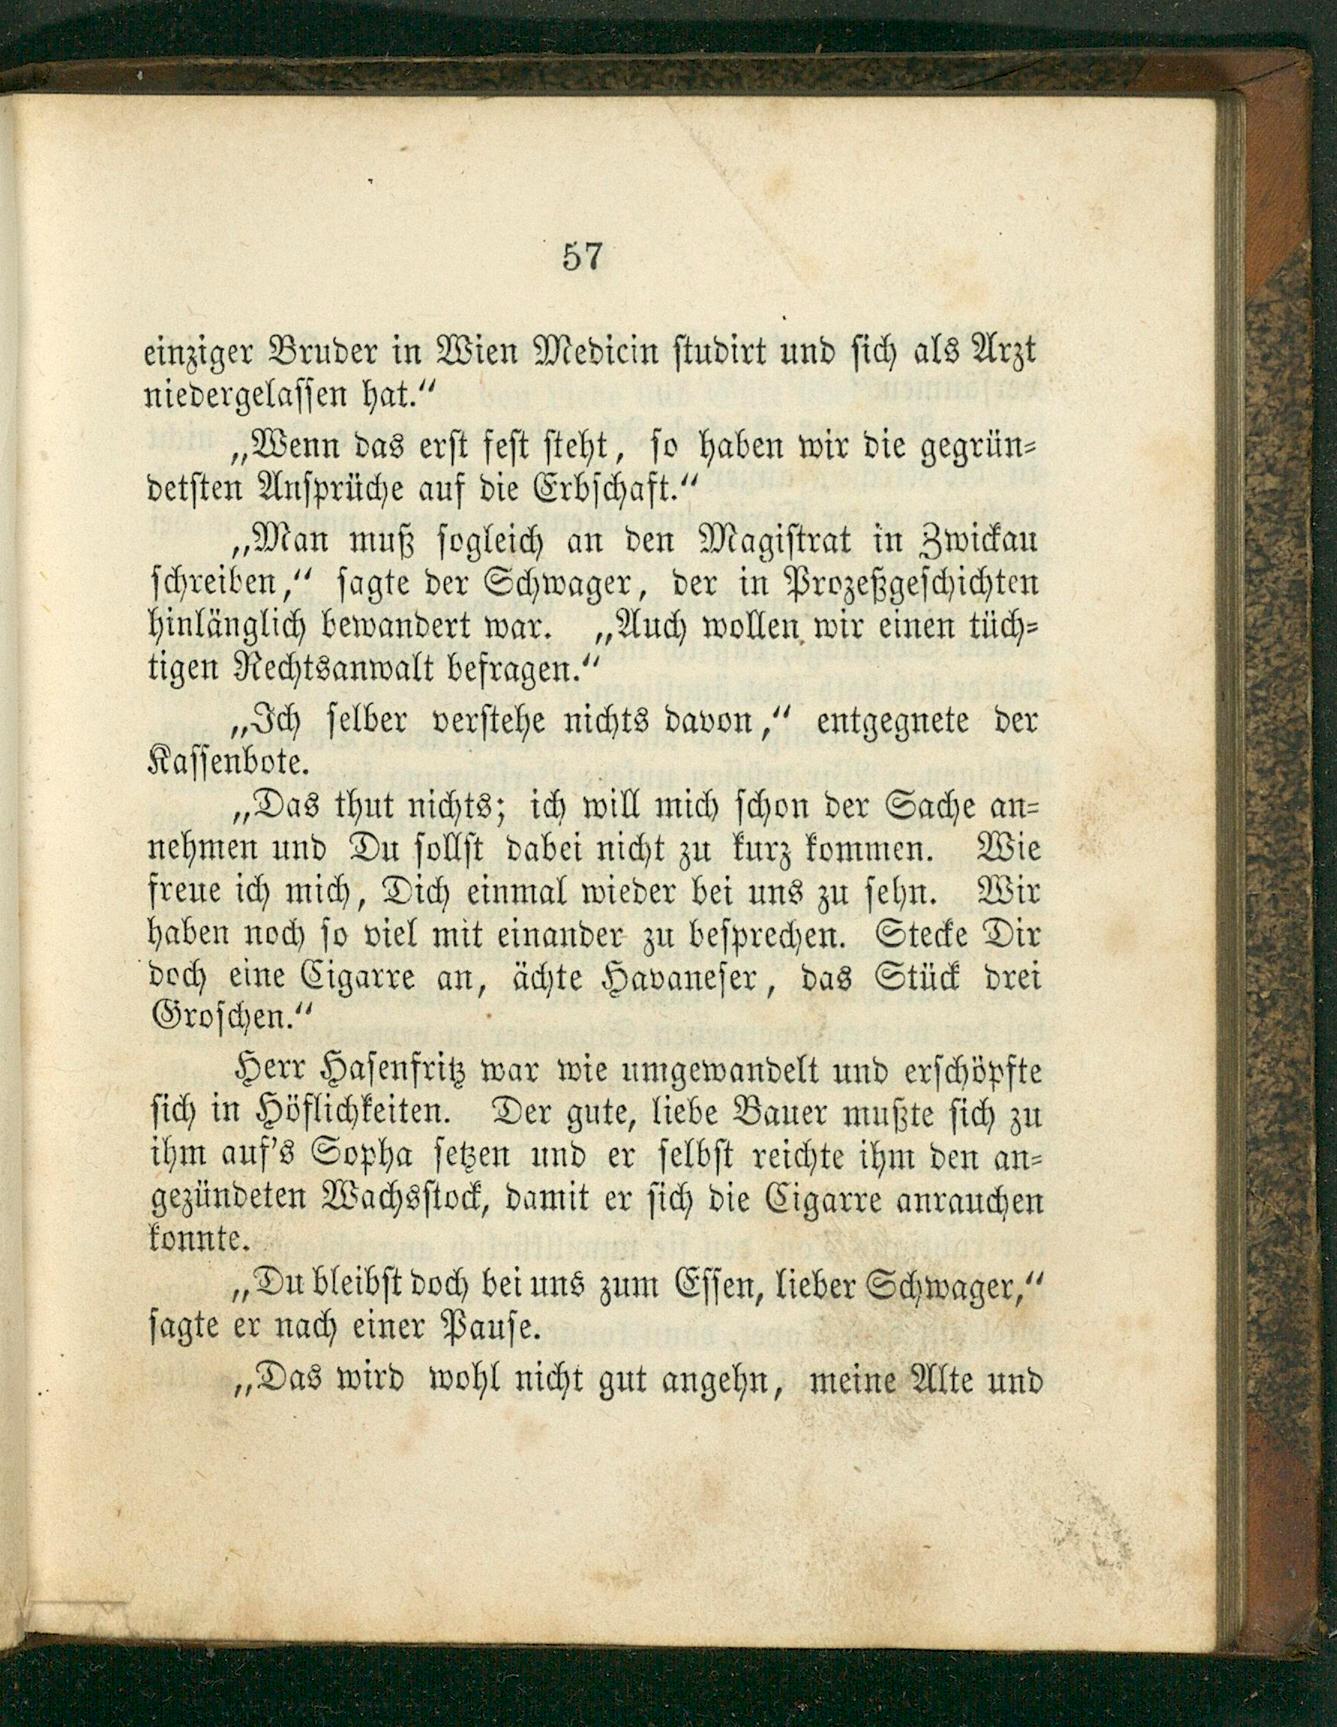 57
einziger Bruder in Wien Medicin studirt und sich als Arzt
niedergelassen hat.“
„Wenn das erst fest steht, so haben wir die gegrün-
detsten Ansprüche auf die Erbschaft.“
„Man muß sogleich an den Magistrat in Zwickau
schreiben,“ sagte der Schwager, der in Prozeßgeschichten
hinlänglich bewandert war. „Auch wollen wir einen tüch-
tigen Rechtsanwalt befragen.“
„Ich selber verstehe nichts davon,“ entgegnete der
Kassenbote.
„Das thut nichts; ich will mich schon der Sache an-
nehmen und Du sollst dabei nicht zu kurz kommen. Wie
freue ich mich, Dich einmal wieder bei uns zu sehn. Wir
haben noch so viel mit einander zu besprechen. Stecke Dir
doch eine Cigarre an, ächte Havaneser, das Stück drei
Groschen.“
Herr Hasenfritz war wie umgewandelt und erschöpfte
sich in Höflichkeiten. Der gute, liebe Bauer mußte sich zu
ihm auf's Sopha setzen und er selbst reichte ihm den an-
gezündeten Wachsstock, damit er sich die Cigarre anrauchen
konnte.
„Du bleibst doch bei uns zum Essen, lieber Schwager,“
sagte er nach einer Pause.
„Das wird wohl nicht gut angehn, meine Alte und